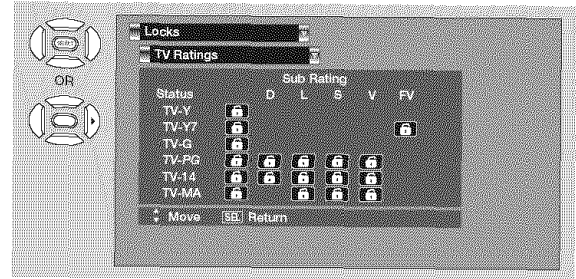 Locks
TV Ratings
OR
Sub Rating
Status D L S V FV
TV-Y
TV-Y7
TV-G
TV-PG
TV-14
TV-MA
Move SEL Return